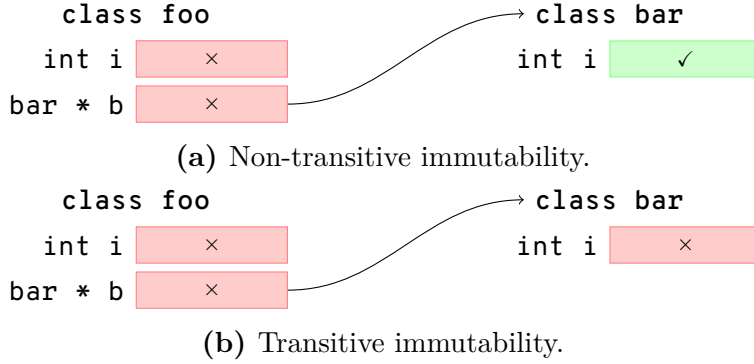 class foo class bar
int i × int i ✓
bar * b ×
(a) Non-transitive immutability.
class foo class bar
int i × int i ×
bar * b ×
(b) Transitive immutability.